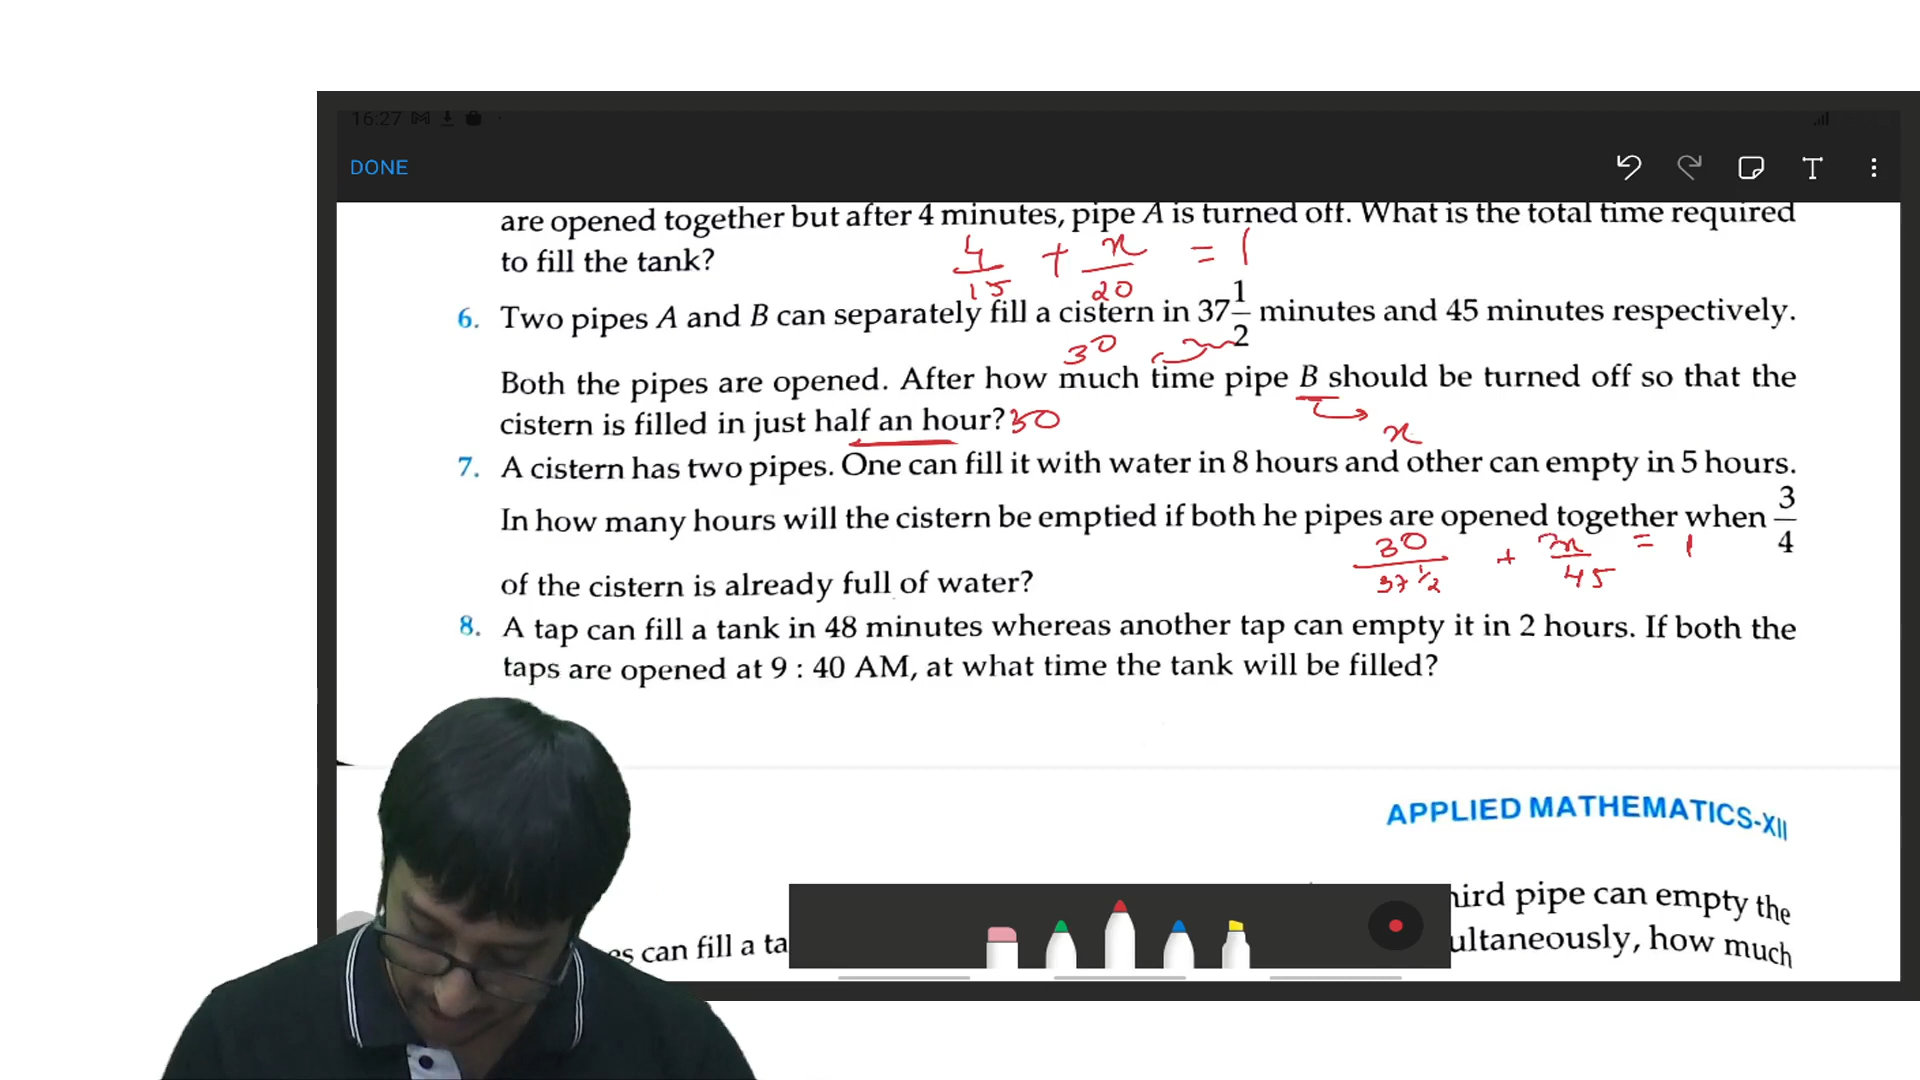 16:27
DONE
T
are opened together but after 4 minutes, pipe A is turned off. What is the total time required
to fill the tank?
4/15 + x/20 = 1
6. Two pipes A and B can separately fill a cistern in 37 1/2 minutes and 45 minutes respectively.
30
Both the pipes are opened. After how much time pipe B should be turned off so that the
cistern is filled in just half an hour? 30
x
7. A cistern has two pipes. One can fill it with water in 8 hours and other can empty in 5 hours.
In how many hours will the cistern be emptied if both he pipes are opened together when 3/4
30/37 1/2 + x/45 = 1
of the cistern is already full of water?
8. A tap can fill a tank in 48 minutes whereas another tap can empty it in 2 hours. If both the
taps are opened at 9 : 40 AM, at what time the tank will be filled?
APPLIED MATHEMATICS-XII
pipe can empty the
can fill a
how much